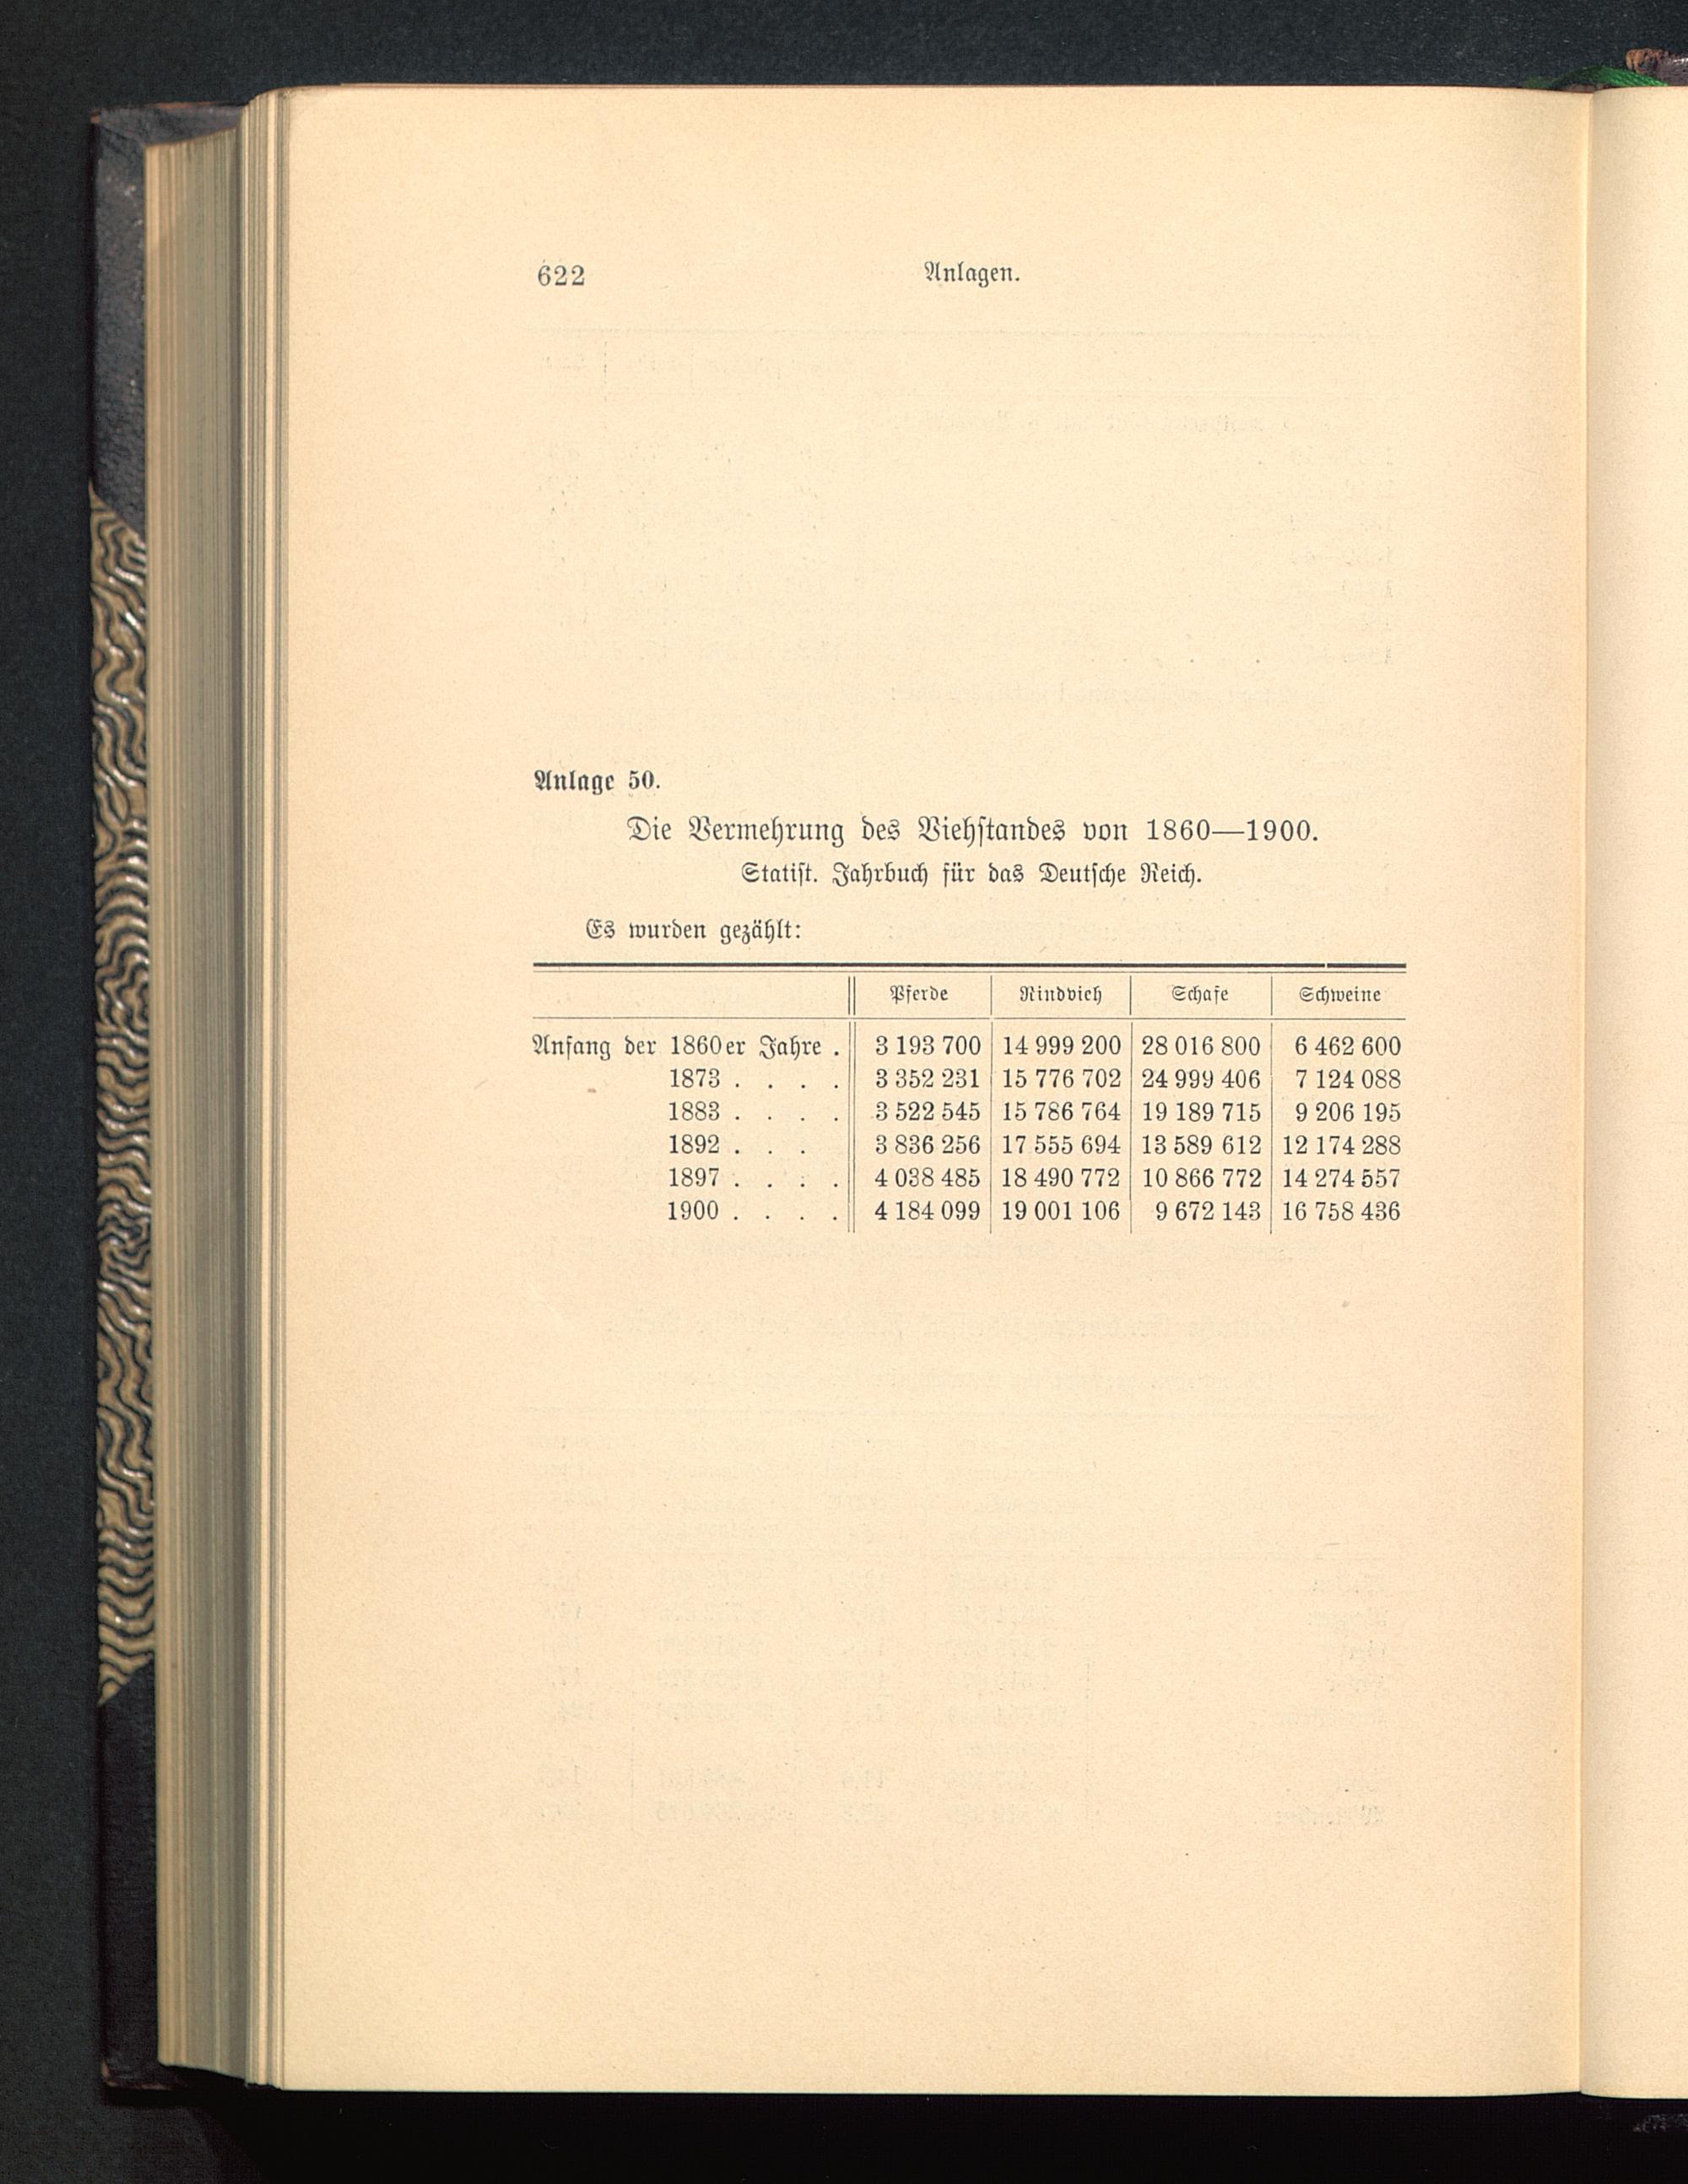 622 Anlagen.
Anlage 50.
Die Vermehrung des Viehstandes von 1860—1900.
Statist. Jahrbuch für das Deutsche Reich.
Es wurden gezählt:
Pferde Rindvieh Schafe Schweine
Anfang der 1860er Jahre . 3 193 700 14 999 200 28 016 800 6 462 600
1873 . . . . 3 352 231 15 776 702 24 999 406 7 124 088
1883 . . . . 3 522 545 15 786 764 19 189 715 9 206 195
1892 . . . 3 836 256 17 555 694 13 589 612 12 174 288
1897 . . . . 4 038 485 18 490 772 10 866 772 14 274 557
1900 . . . . 4 184 099 19 001 106 9 672 143 16 758 436